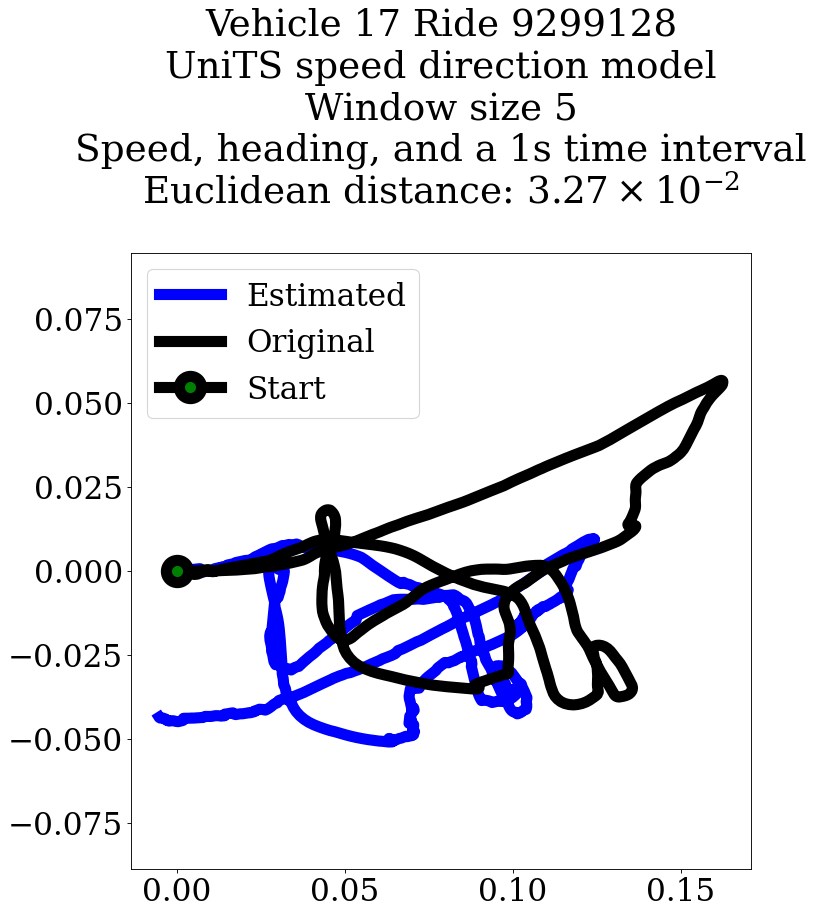 Vehicle 17 Ride 9299128
UniTS speed direction model
Window size 5
Speed, heading, and a 1s time interval
Euclidean distance: 3.27 × 10⁻²
Estimated
Original
Start
0.075
0.050
0.025
0.000
−0.025
−0.050
−0.075
0.00 0.05 0.10 0.15